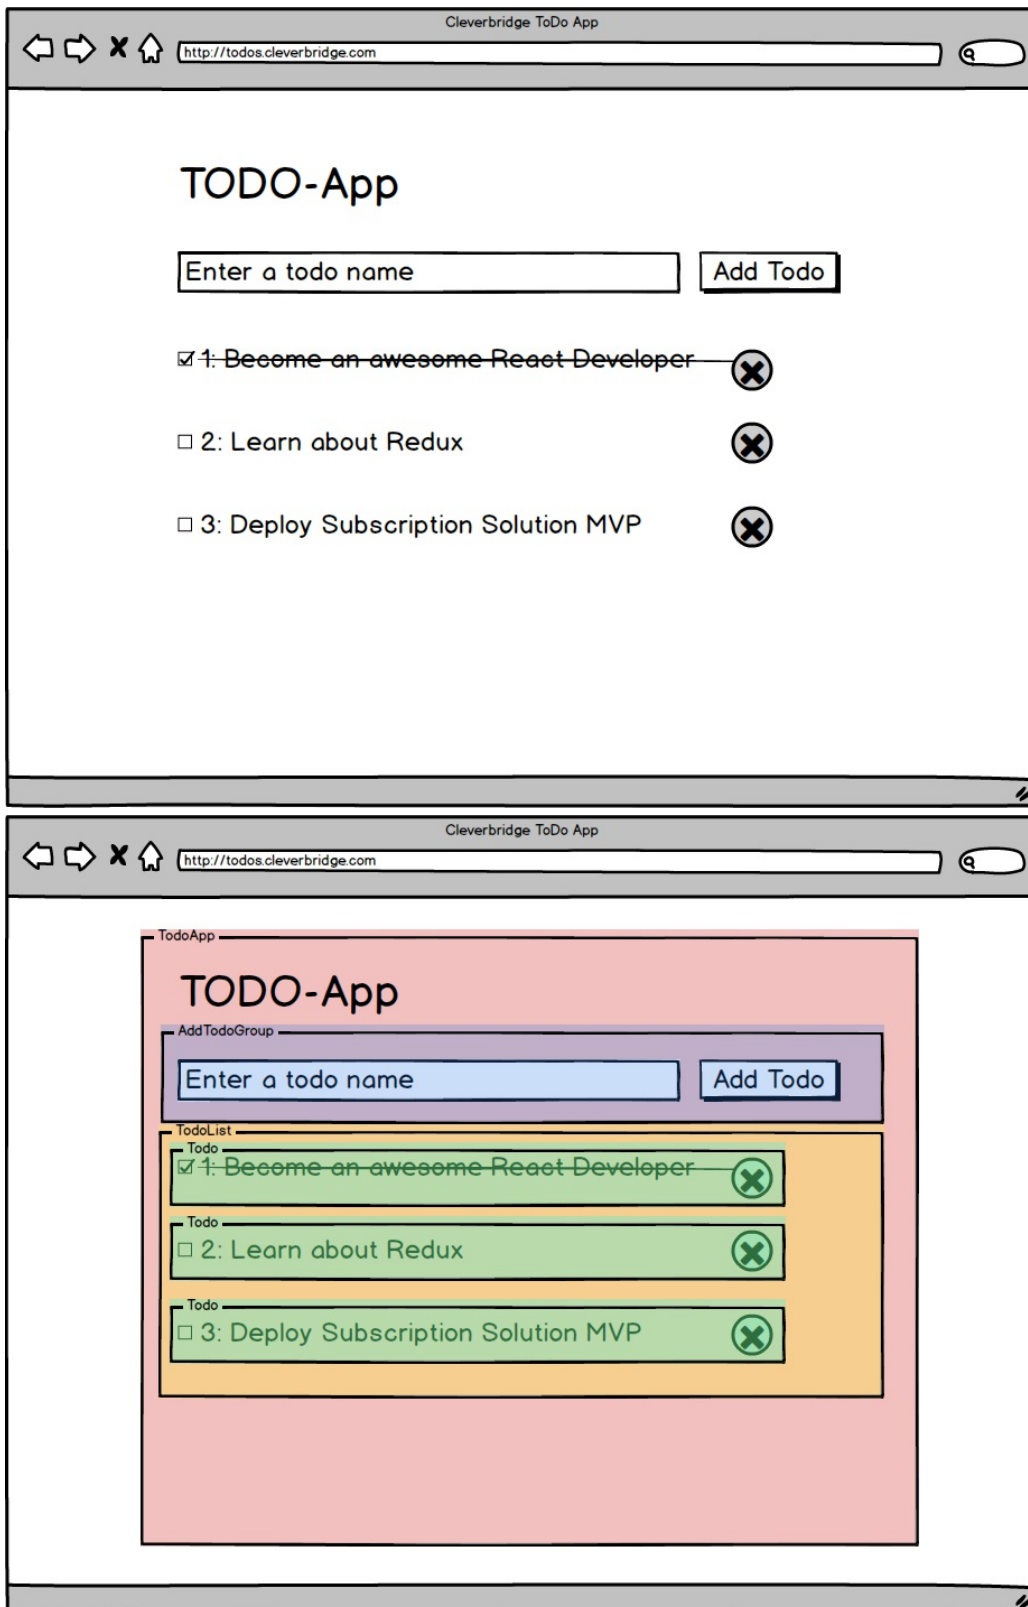 Cleverbridge ToDo App
http://todos.cleverbridge.com
TODO-App
Enter a todo name Add Todo
1: Become an awesome React Developer
2: Learn about Redux
3: Deploy Subscription Solution MVP
Cleverbridge ToDo App
http://todos.cleverbridge.com
TodoApp
TODO-App
AddTodoGroup
Enter a todo name Add Todo
TodoList
Todo
1: Become an awesome React Developer
Todo
2: Learn about Redux
Todo
3: Deploy Subscription Solution MVP